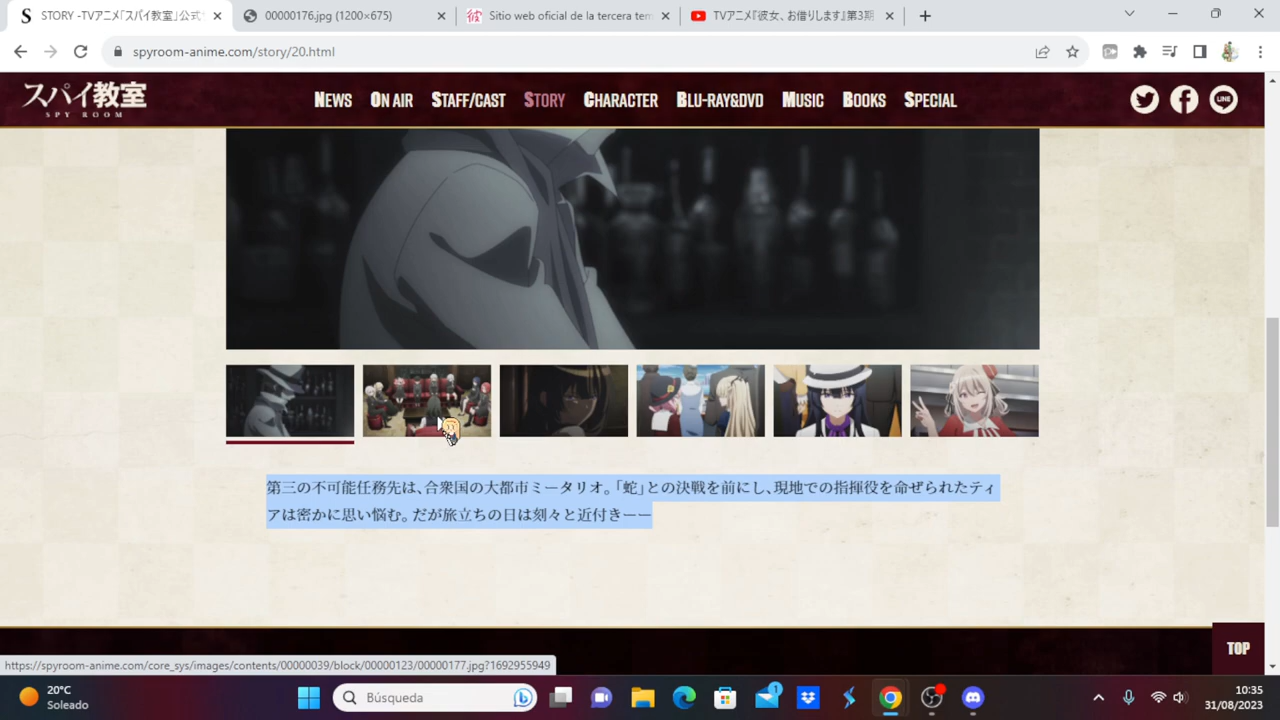 STORY -TVアニメ「スパイ教室」公式
00000176.jpg (1200×675)
Sitio web oficial de la tercera tem
TVアニメ『彼女、お借りします』第3期
spyroom-anime.com/story/20.html
スパイ教室
SPY ROOM
NEWS ON AIR STAFF/CAST STORY CHARACTER BLU-RAY&DVD MUSIC BOOKS SPECIAL
LINE
第三の不可能任務先は、合衆国の大都市ミータリオ。「蛇」との決戦を前にし、現地での指揮役を命ぜられたティ
アは密かに思い悩む。だが旅立ちの日は刻々と近付きーー
TOP
https://spyroom-anime.com/core_sys/images/contents/00000039/block/00000123/00000177.jpg?1692955949
20°C
Soleado
Búsqueda
1
10:35
31/08/2023